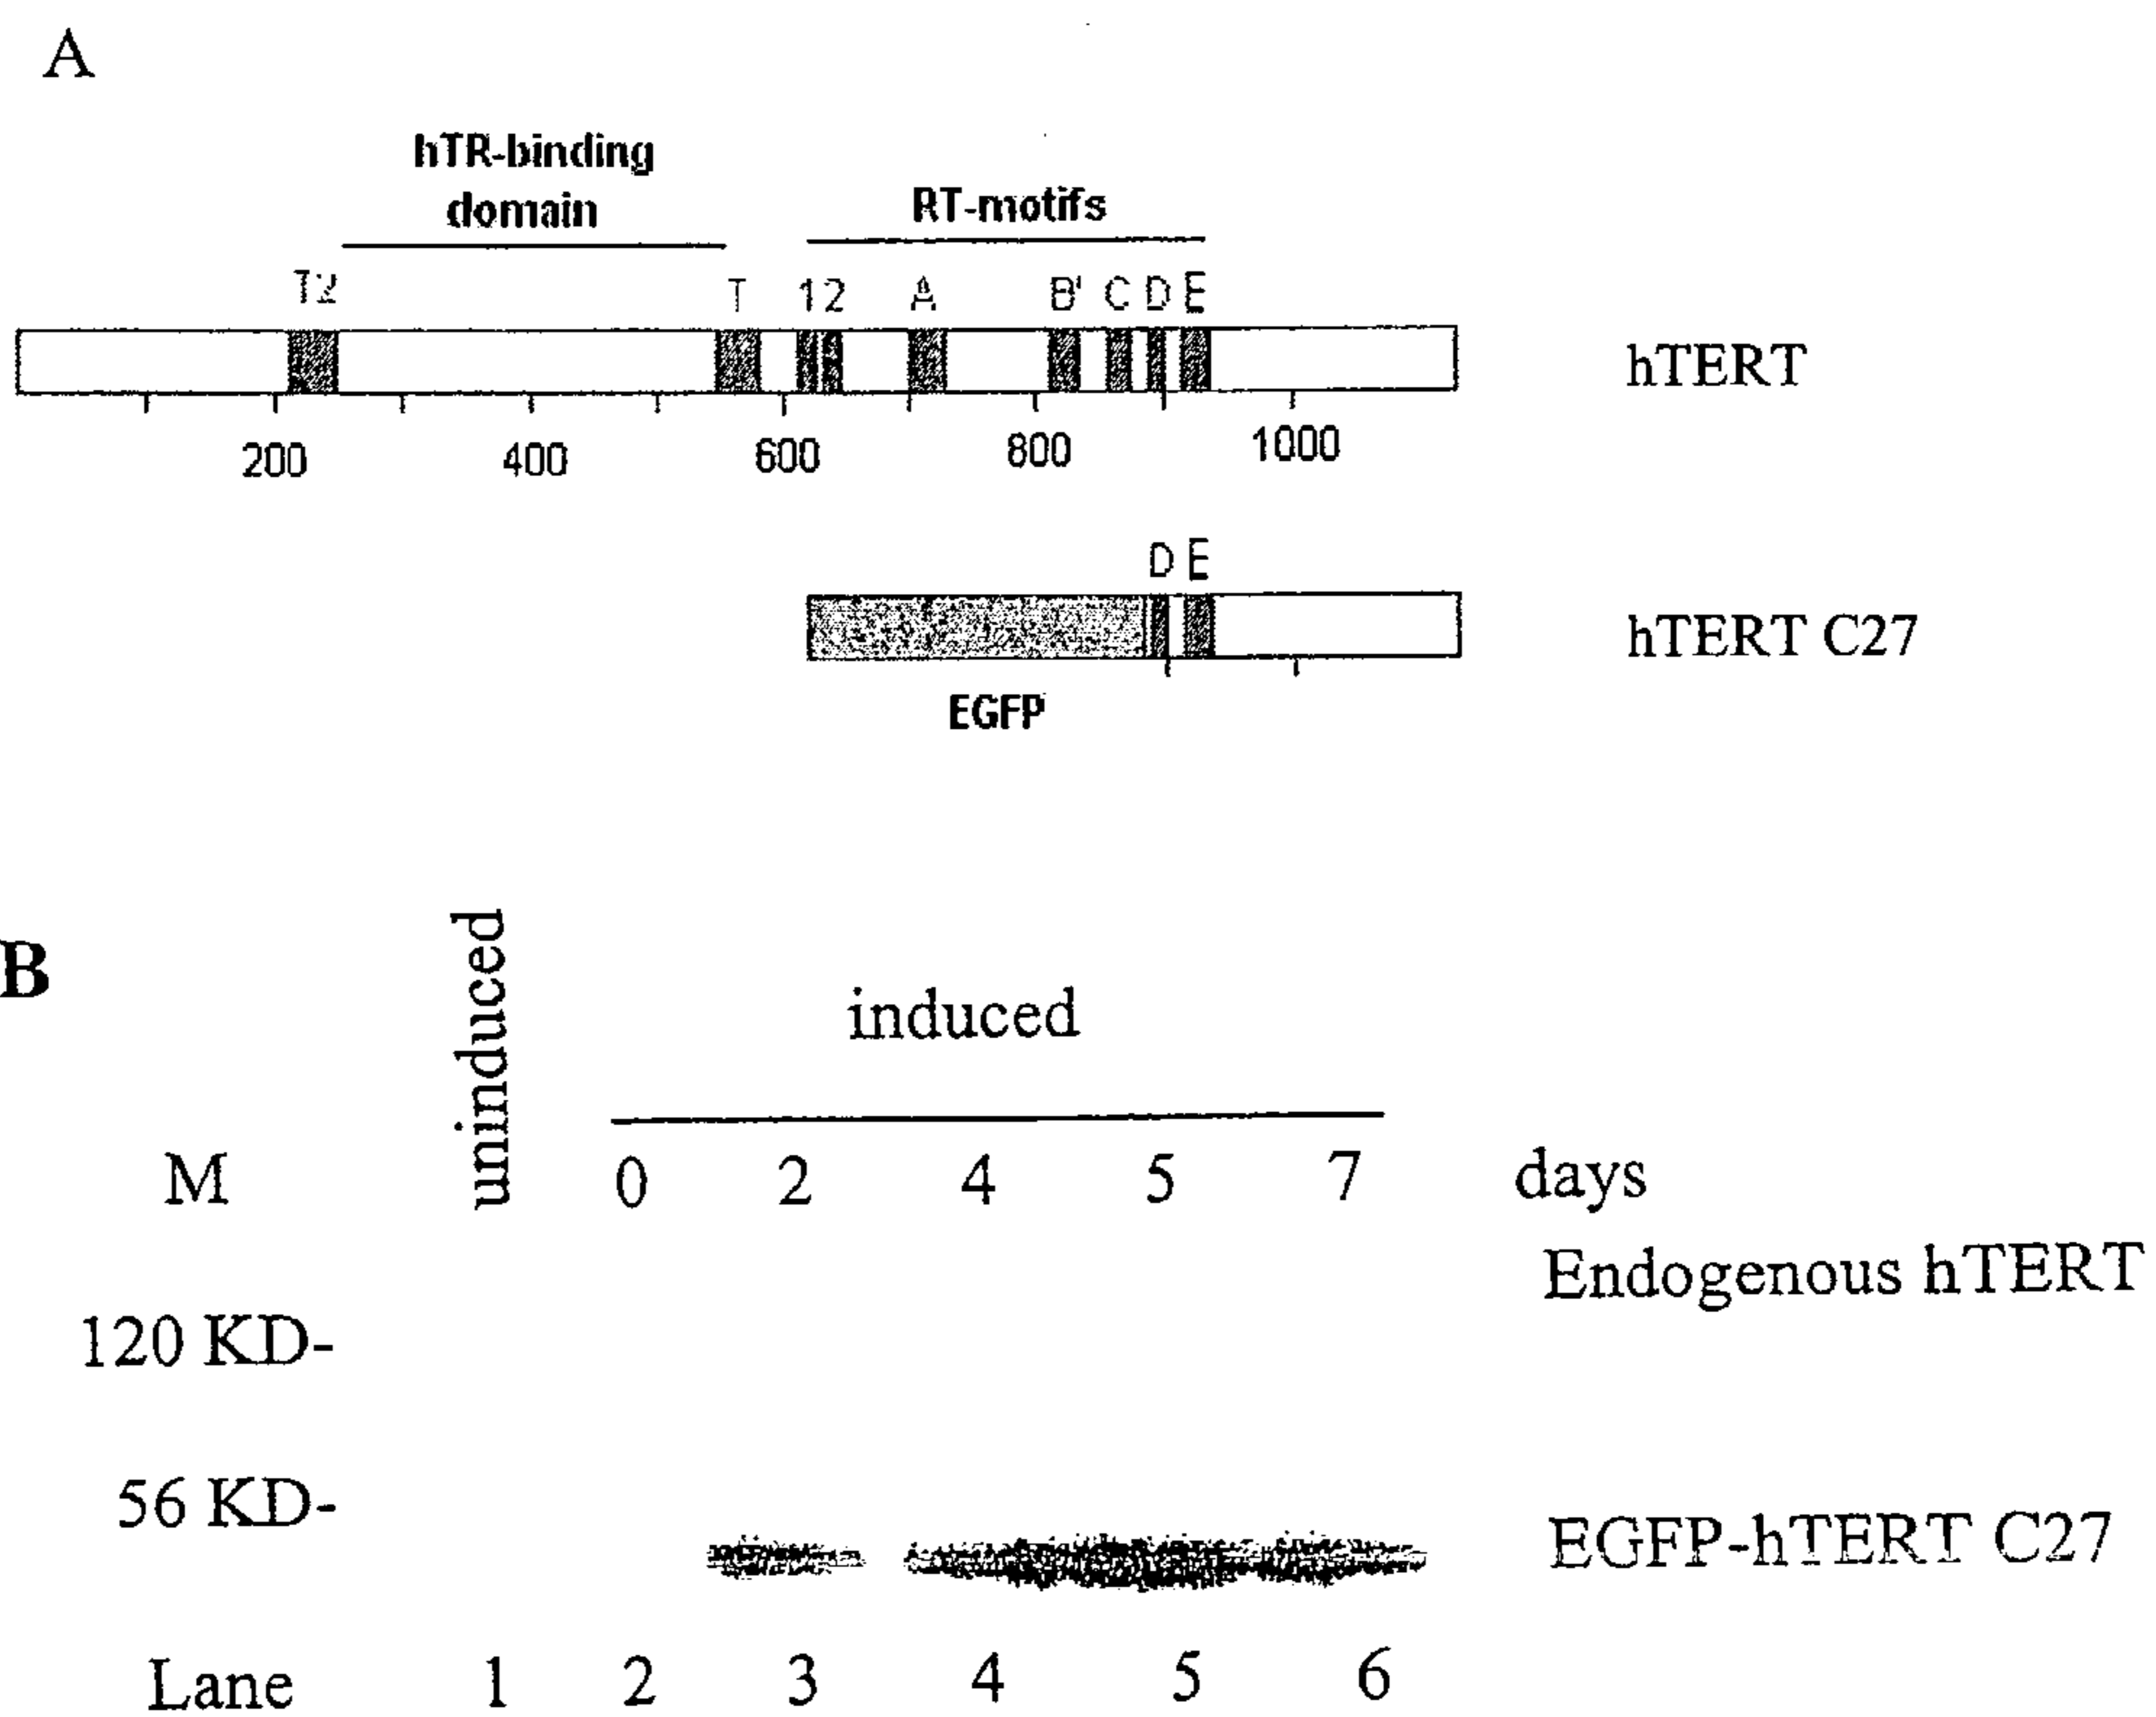 A
hTR-binding
domain
RT-motifs
T2 T 1 2 A B' C D E
hTERT
200 400 600 800 1000
D E
hTERT C27
EGFP
B
uninduced
induced
M 0 2 4 5 7 days
Endogenous hTERT
120 KD-
56 KD-
EGFP-hTERT C27
Lane 1 2 3 4 5 6